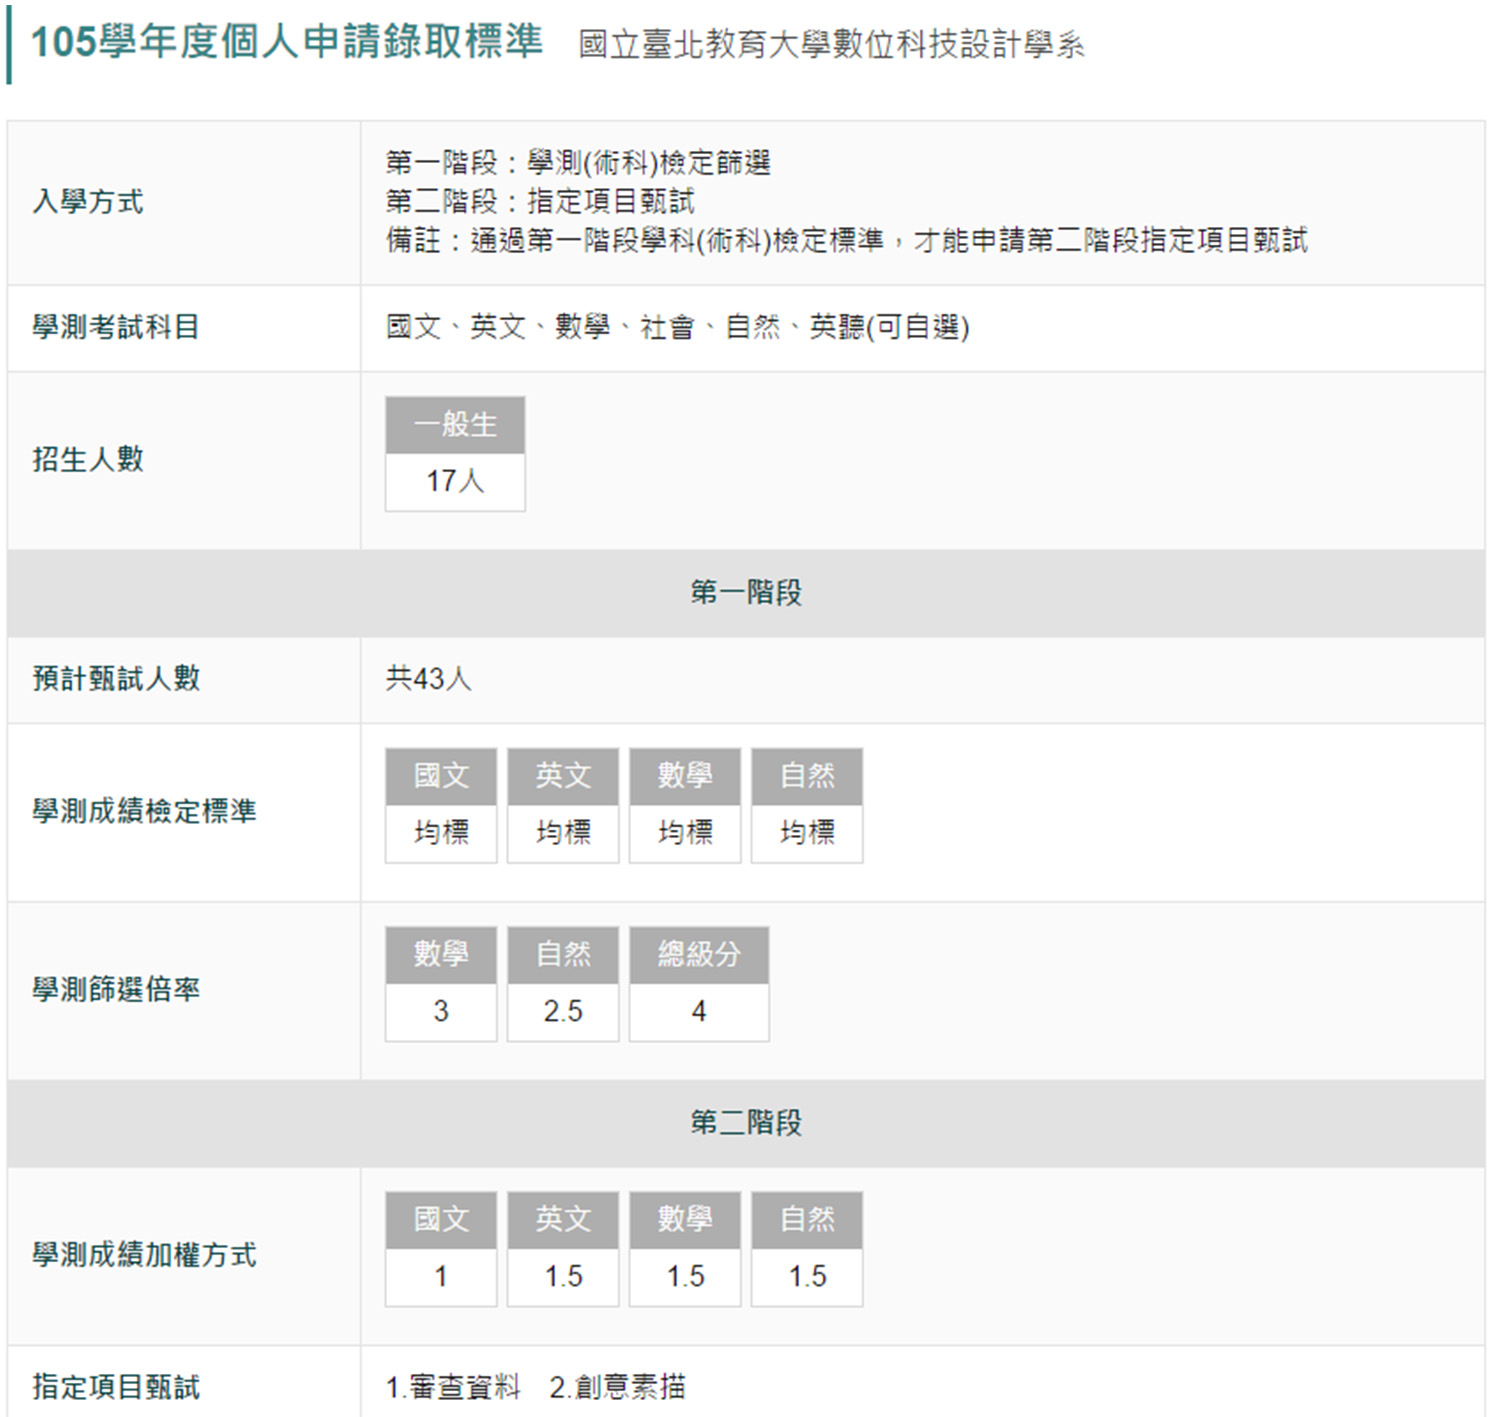 105學年度個人申請錄取標準 國立臺北教育大學數位科技設計學系
入學方式
第一階段：學測(術科)檢定篩選
第二階段：指定項目甄試
備註：通過第一階段學科(術科)檢定標準，才能申請第二階段指定項目甄試
學測考試科目
國文、英文、數學、社會、自然、英聽(可自選)
招生人數
一般生
17人
第一階段
預計甄試人數
共43人
學測成績檢定標準
國文 英文 數學 自然
均標 均標 均標 均標
學測篩選倍率
數學 自然 總級分
3 2.5 4
第二階段
學測成績加權方式
國文 英文 數學 自然
1 1.5 1.5 1.5
指定項目甄試
1.審查資料 2.創意素描